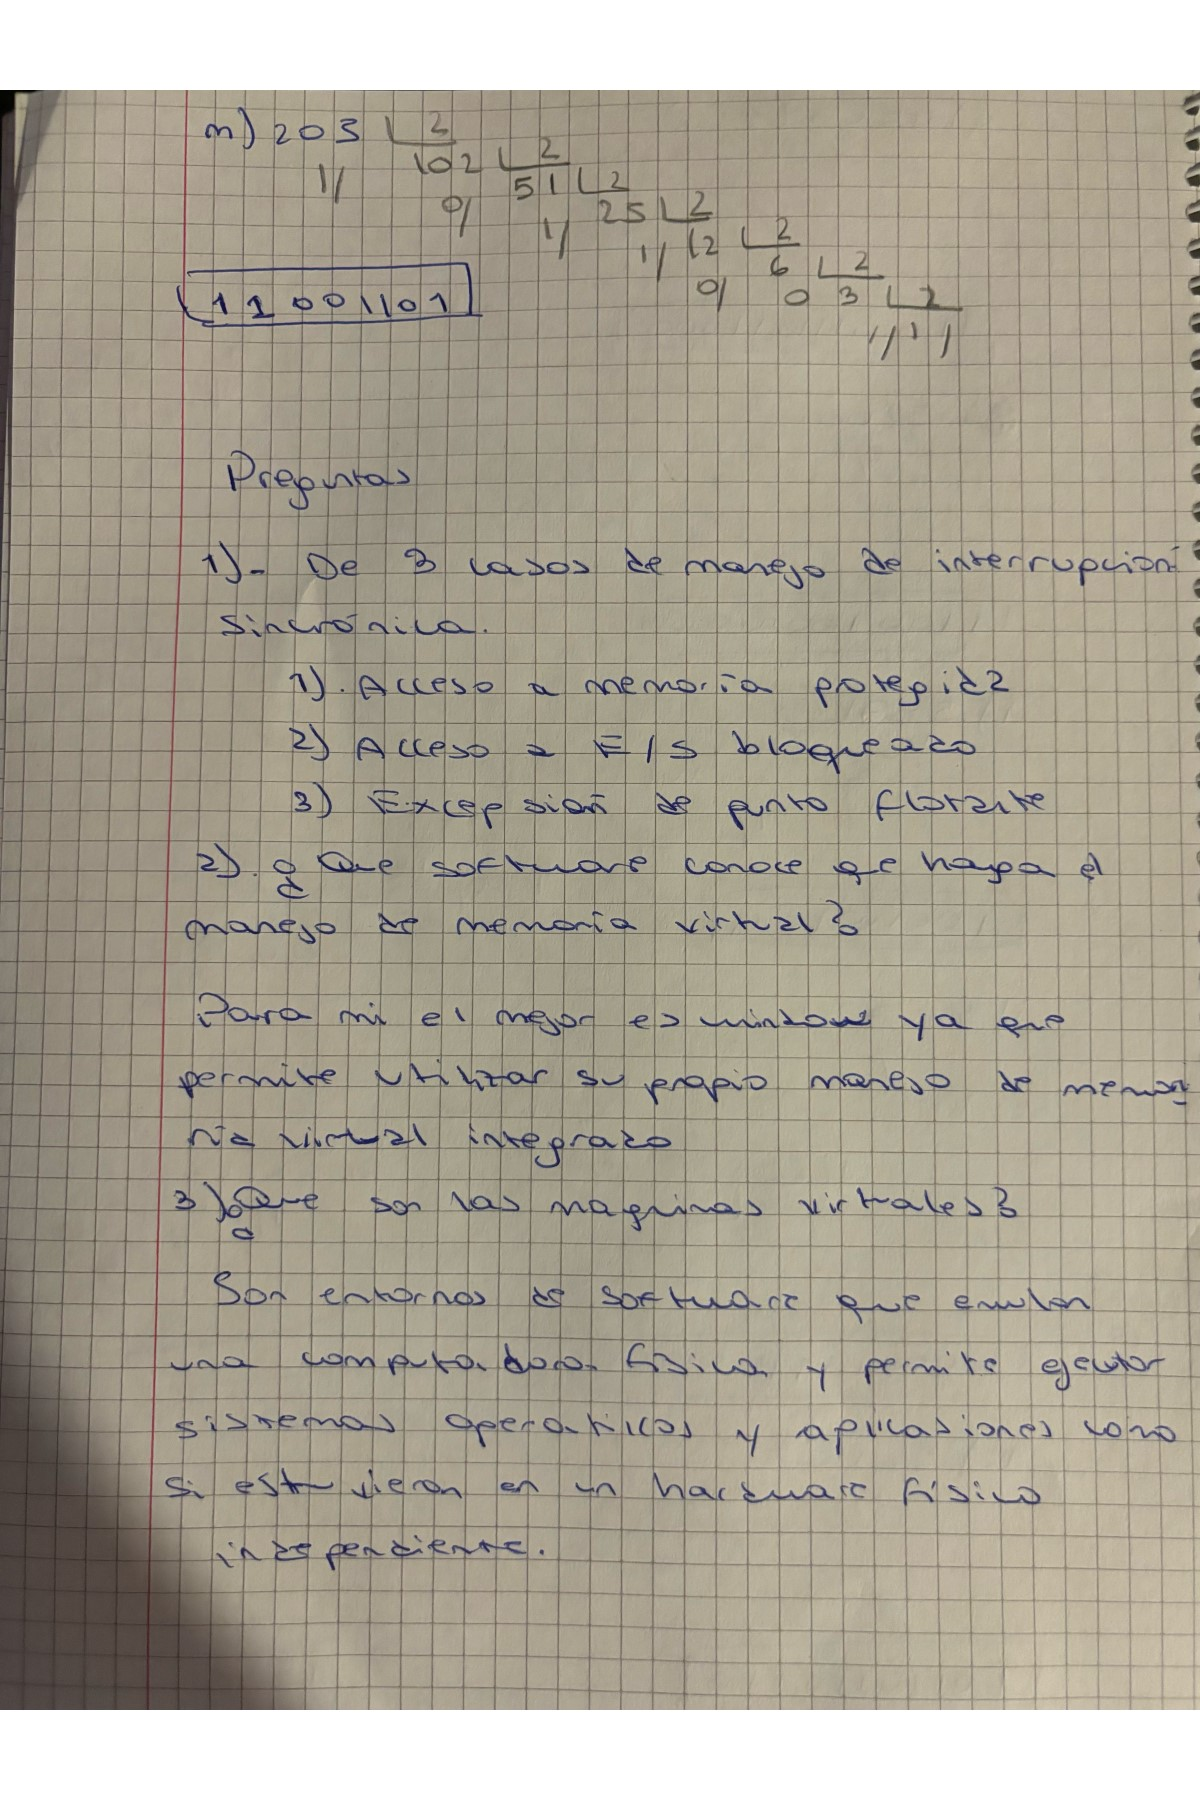 n) 205 2
1/ 102 2
0/ 51 2
1/ 25 2
1/ 12 2
0/ 6 2
0 3 2
1/ 1/
11001101
Preguntas
1)- De 3 casos de manejo de interrupción
sincrónica.
1). Acceso a memoria protegida
2) Acceso a E/S bloqueado
3) Excepsión de punto flotante
2). ¿Que software conoce que haga el
manejo de memoria virtual?
Para mi el mejor es window ya que
permite utilizar su propio manejo de memo
ria virtual integrado
3) ¿Que son las maquinas virtuales?
Son entornos de software que emulan
una computadora física y permite ejecutar
sistemas operativos y aplicasiones como
si estuvieran en un hardware físico
independiente.